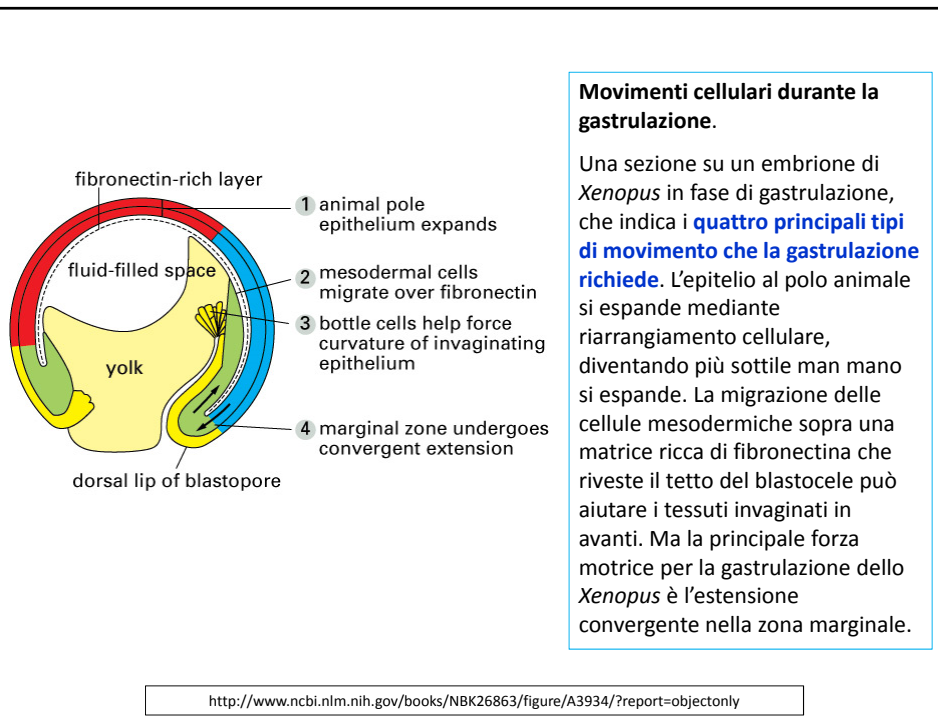 fibronectin-rich layer
1 animal pole
epithelium expands
fluid-filled space
2 mesodermal cells
migrate over fibronectin
3 bottle cells help force
curvature of invaginating
epithelium
yolk
4 marginal zone undergoes
convergent extension
dorsal lip of blastopore
Movimenti cellulari durante la
gastrulazione.
Una sezione su un embrione di
Xenopus in fase di gastrulazione,
che indica i quattro principali tipi
di movimento che la gastrulazione
richiede. L'epitelio al polo animale
si espande mediante
riarrangiamento cellulare,
diventando più sottile man mano
si espande. La migrazione delle
cellule mesodermiche sopra una
matrice ricca di fibronectina che
riveste il tetto del blastocele può
aiutare i tessuti invaginati in
avanti. Ma la principale forza
motrice per la gastrulazione dello
Xenopus è l'estensione
convergente nella zona marginale.
http://www.ncbi.nlm.nih.gov/books/NBK26863/figure/A3934/?report=objectonly